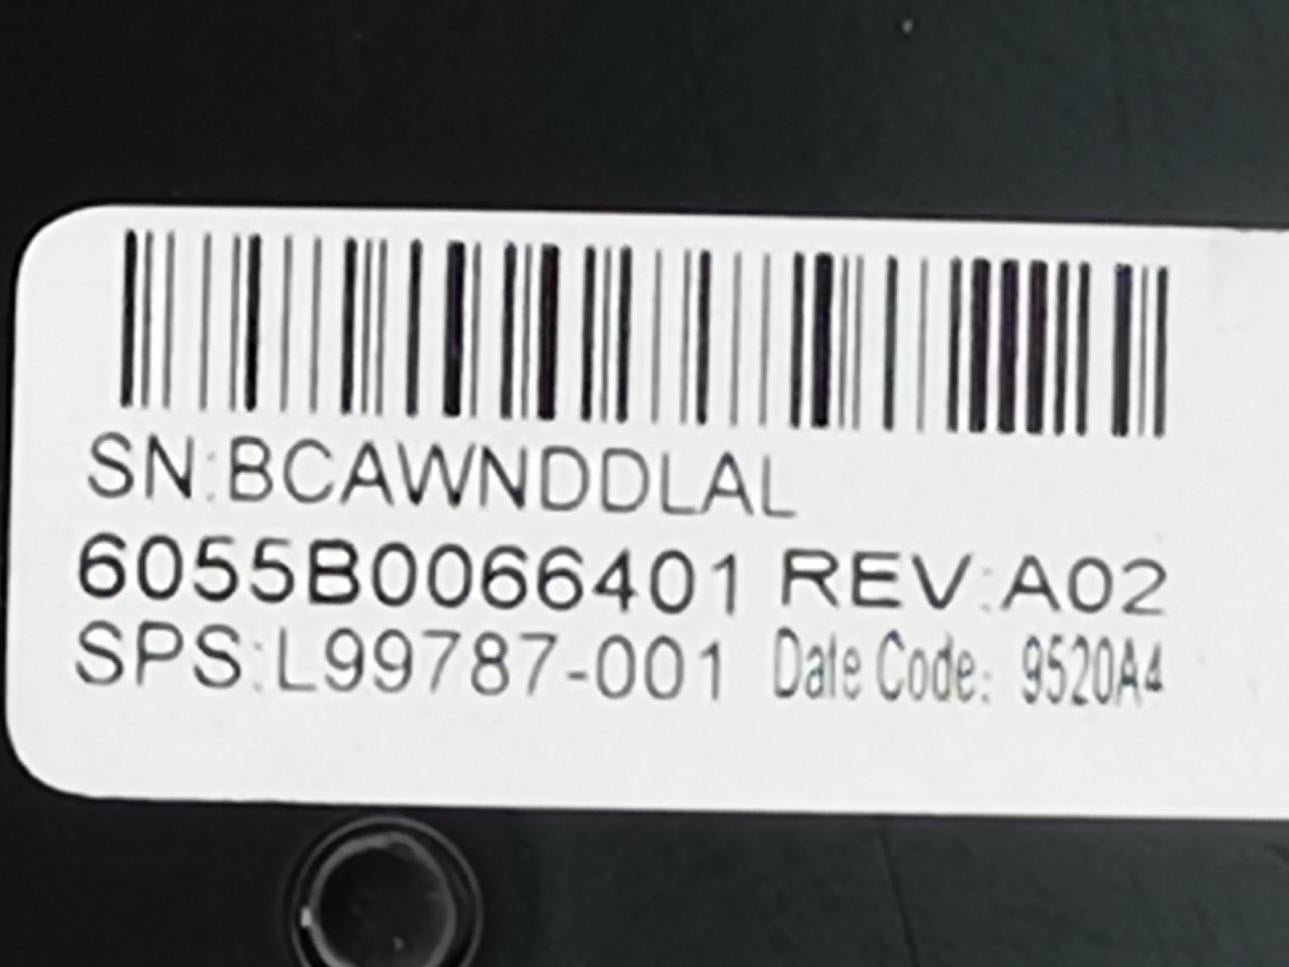 SN:BCAWNDDLAL
6055B0066401 REV:A02
SPS:L99787-001 Date Code: 9520A4